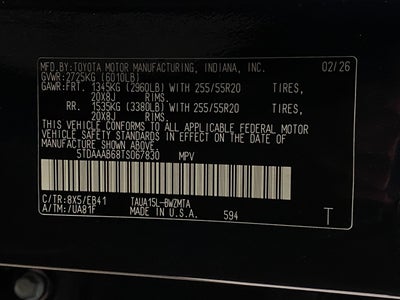 MFD.BY:TOYOTA MOTOR MANUFACTURING, INDIANA, INC. 02/26
GVWR:2725KG (6010LB)
GAWR:FRT. 1345KG (2960LB) WITH 255/55R20 TIRES,
20X8J RIMS.
RR. 1535KG (3380LB) WITH 255/55R20 TIRES,
20X8J RIMS.
THIS VEHICLE CONFORMS TO ALL APPLICABLE FEDERAL MOTOR
VEHICLE SAFETY STANDARDS IN EFFECT ON THE DATE OF
MANUFACTURE SHOWN ABOVE.
5TDAAAB68TS067830 MPV
C/TR:8X5/EB41 TAUA15L-BWZMTA
A/TM:/UA81F MADE IN U.S.A. 594 T